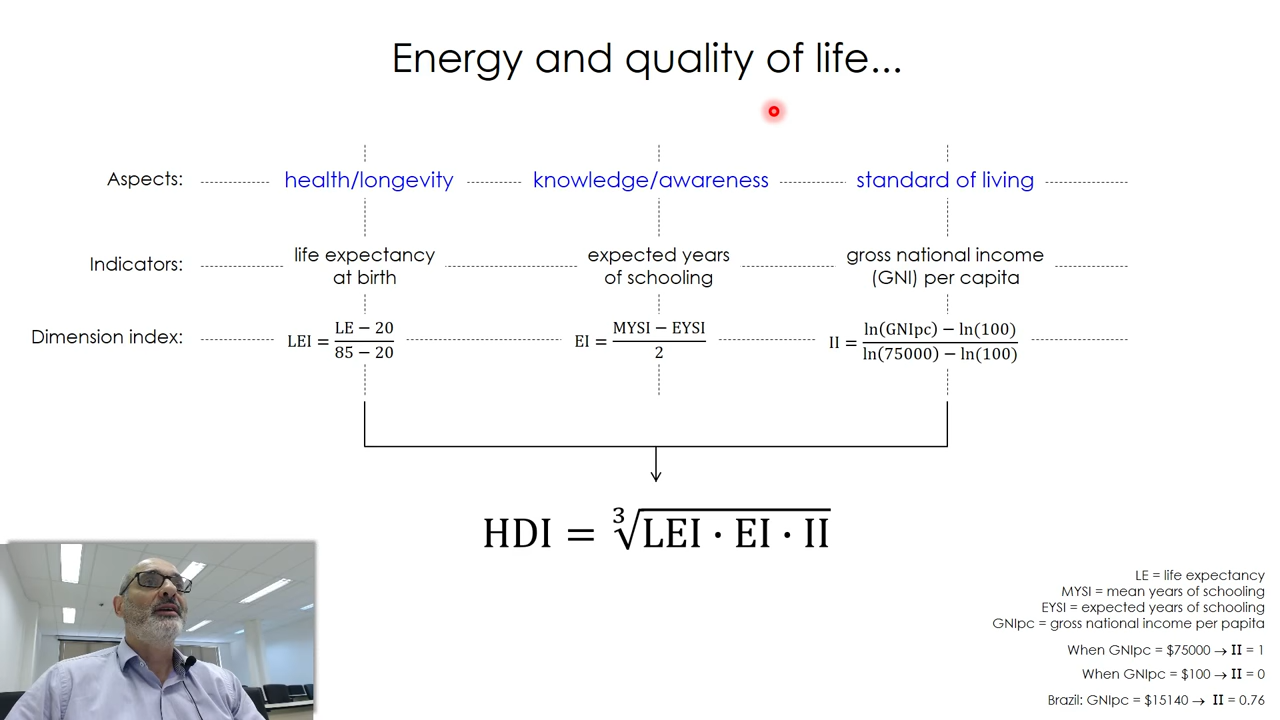 Energy and quality of life...
Aspects: health/longevity knowledge/awareness standard of living
Indicators: life expectancy at birth expected years of schooling gross national income (GNI) per capita
Dimension index: LEI = (LE − 20)/(85 − 20) EI = (MYSI − EYSI)/2 II = (ln(GNIpc) − ln(100))/(ln(75000) − ln(100))
HDI = ∛(LEI · EI · II)
LE = life expectancy
MYSI = mean years of schooling
EYSI = expected years of schooling
GNIpc = gross national income per papita
When GNIpc = $75000 → II = 1
When GNIpc = $100 → II = 0
Brazil: GNIpc = $15140 → II = 0.76